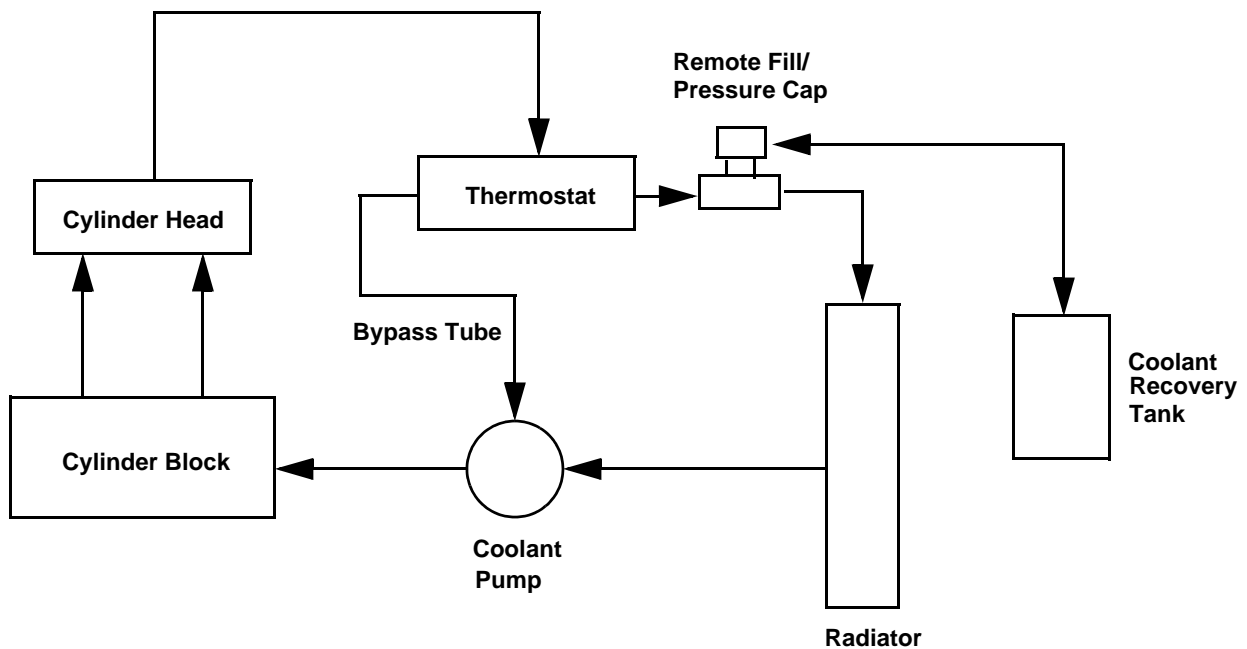 Remote Fill/
Pressure Cap
Thermostat
Cylinder Head
Bypass Tube
Coolant
Recovery
Tank
Cylinder Block
Coolant
Pump
Radiator